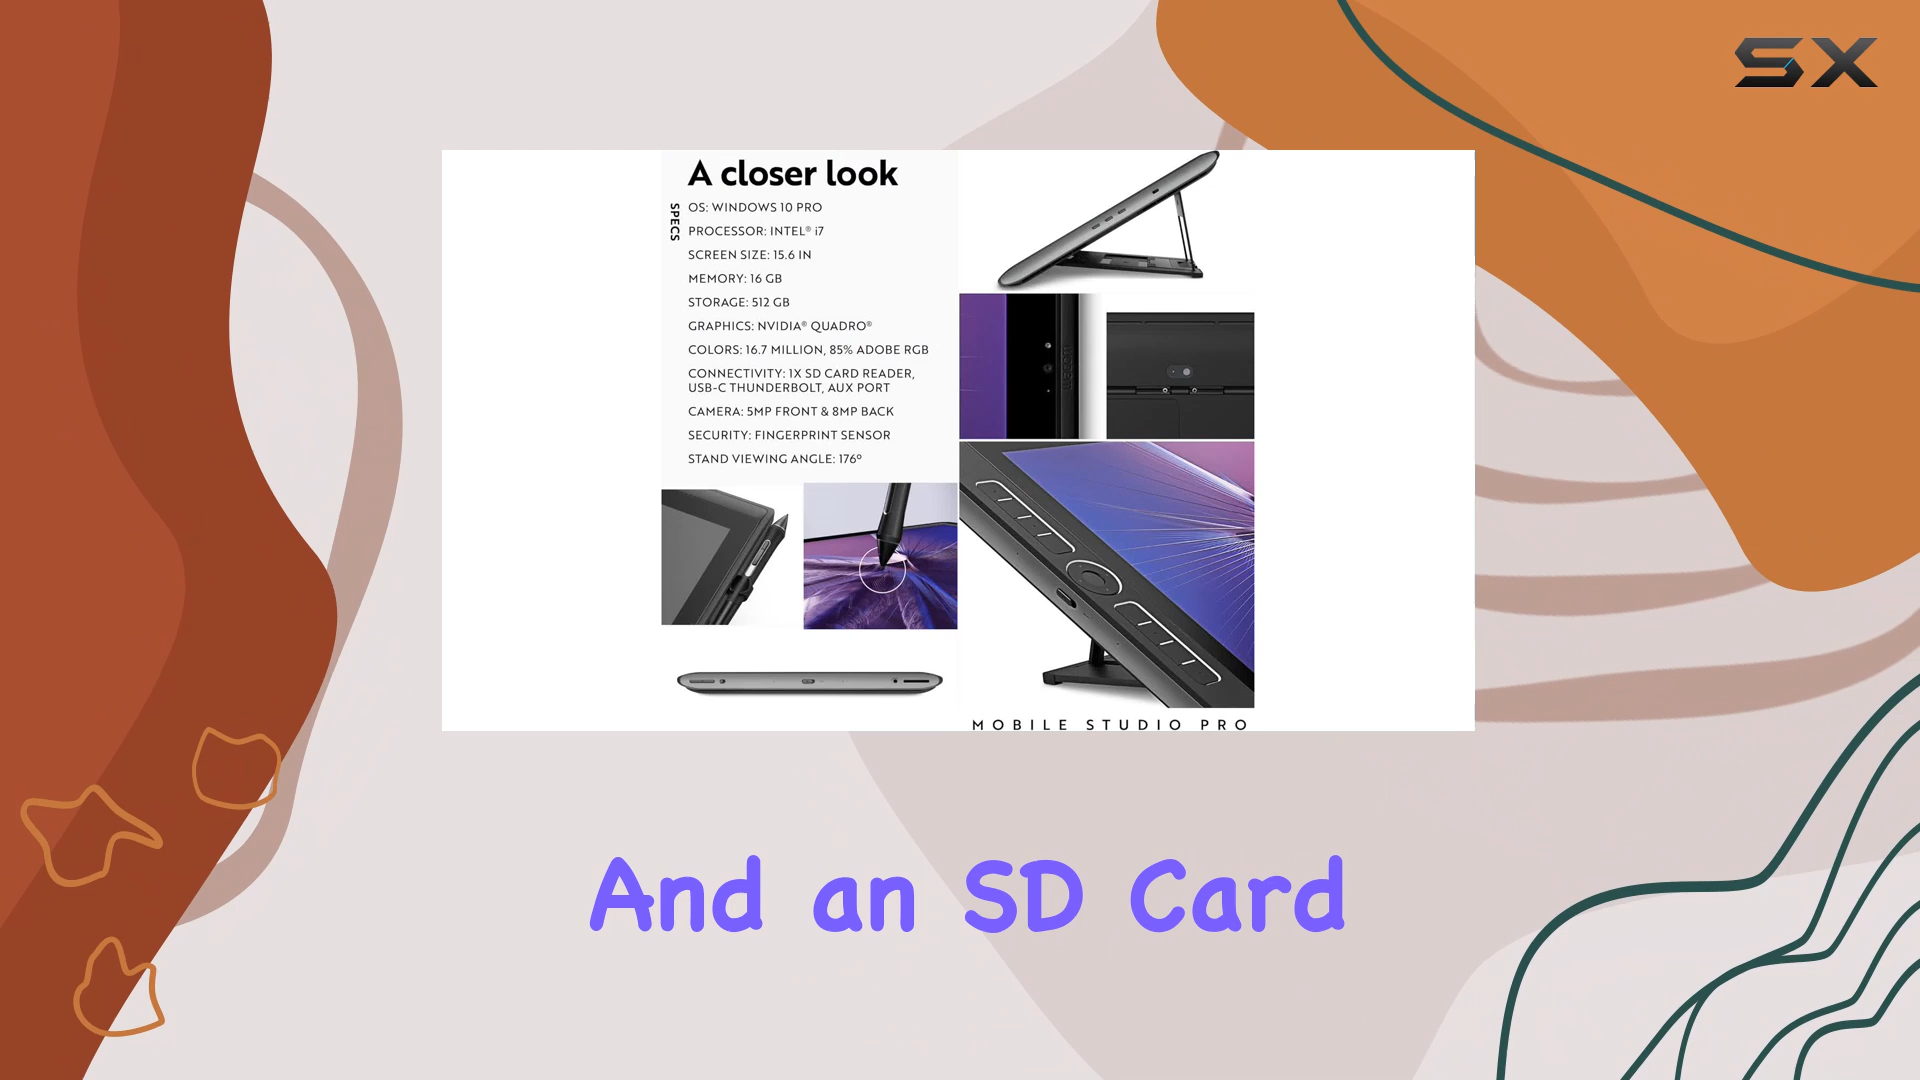 SX
A closer look
SPECS
OS: WINDOWS 10 PRO
PROCESSOR: INTEL® i7
SCREEN SIZE: 15.6 IN
MEMORY: 16 GB
STORAGE: 512 GB
GRAPHICS: NVIDIA® QUADRO®
COLORS: 16.7 MILLION, 85% ADOBE RGB
CONNECTIVITY: 1X SD CARD READER,
USB-C THUNDERBOLT, AUX PORT
CAMERA: 5MP FRONT & 8MP BACK
SECURITY: FINGERPRINT SENSOR
STAND VIEWING ANGLE: 176°
wacom
MOBILE STUDIO PRO
And an SD Card